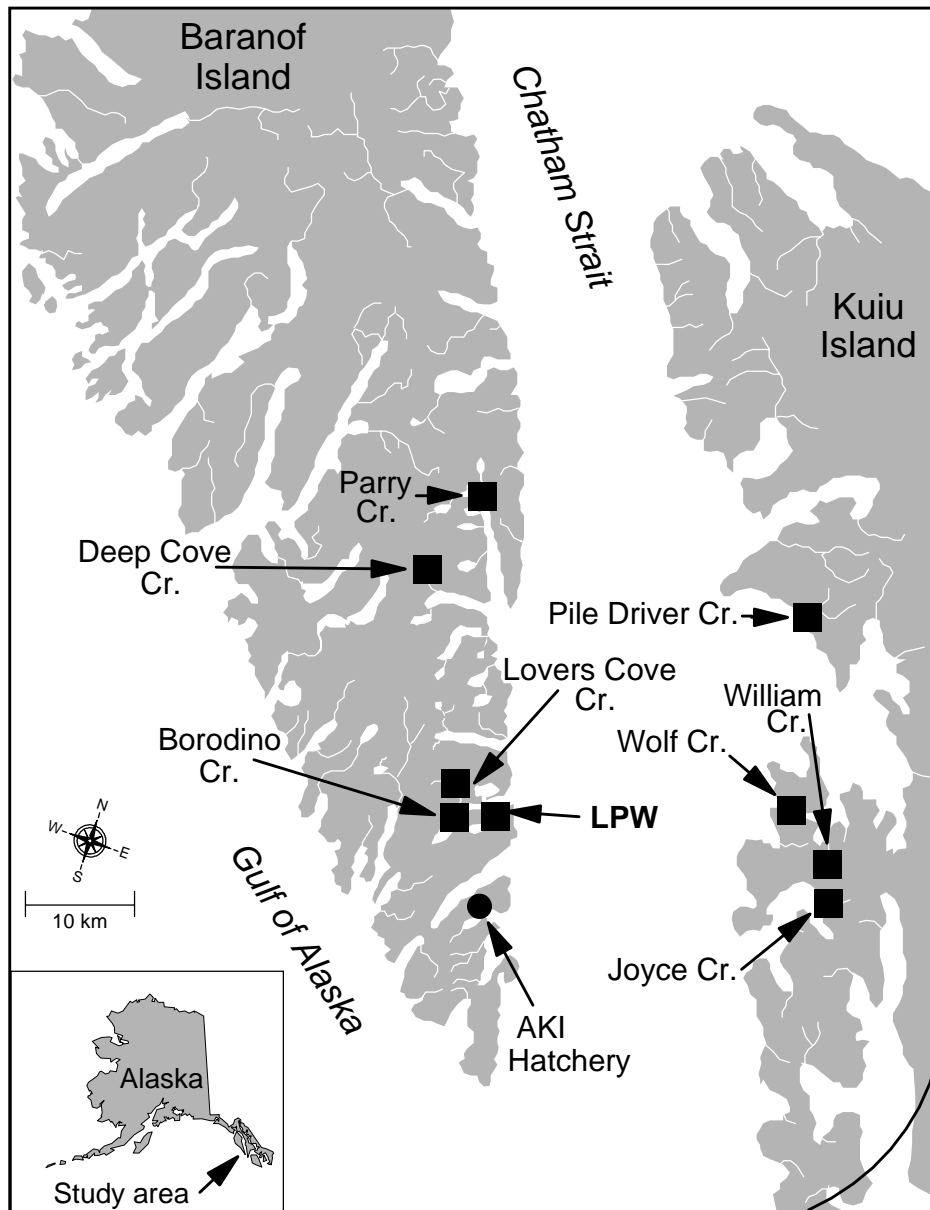 Baranof
Island
Chatham Strait
Kuiu
Island
Parry
Cr.
Deep Cove
Cr.
Pile Driver Cr.
Lovers Cove
Cr.
William
Cr.
Wolf Cr.
Borodino
Cr.
LPW
N
W
E
S
10 km
Gulf of Alaska
Joyce Cr.
AKI
Hatchery
Alaska
Study area